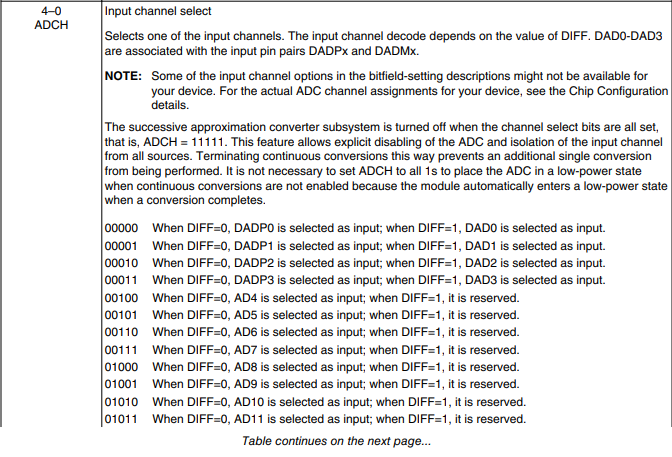 4–0
ADCH
Input channel select
Selects one of the input channels. The input channel decode depends on the value of DIFF. DAD0-DAD3
are associated with the input pin pairs DADPx and DADMx.
NOTE: Some of the input channel options in the bitfield-setting descriptions might not be available for
your device. For the actual ADC channel assignments for your device, see the Chip Configuration
details.
The successive approximation converter subsystem is turned off when the channel select bits are all set,
that is, ADCH = 11111. This feature allows explicit disabling of the ADC and isolation of the input channel
from all sources. Terminating continuous conversions this way prevents an additional single conversion
from being performed. It is not necessary to set ADCH to all 1s to place the ADC in a low-power state
when continuous conversions are not enabled because the module automatically enters a low-power state
when a conversion completes.
00000 When DIFF=0, DADP0 is selected as input; when DIFF=1, DAD0 is selected as input.
00001 When DIFF=0, DADP1 is selected as input; when DIFF=1, DAD1 is selected as input.
00010 When DIFF=0, DADP2 is selected as input; when DIFF=1, DAD2 is selected as input.
00011 When DIFF=0, DADP3 is selected as input; when DIFF=1, DAD3 is selected as input.
00100 When DIFF=0, AD4 is selected as input; when DIFF=1, it is reserved.
00101 When DIFF=0, AD5 is selected as input; when DIFF=1, it is reserved.
00110 When DIFF=0, AD6 is selected as input; when DIFF=1, it is reserved.
00111 When DIFF=0, AD7 is selected as input; when DIFF=1, it is reserved.
01000 When DIFF=0, AD8 is selected as input; when DIFF=1, it is reserved.
01001 When DIFF=0, AD9 is selected as input; when DIFF=1, it is reserved.
01010 When DIFF=0, AD10 is selected as input; when DIFF=1, it is reserved.
01011 When DIFF=0, AD11 is selected as input; when DIFF=1, it is reserved.
Table continues on the next page...